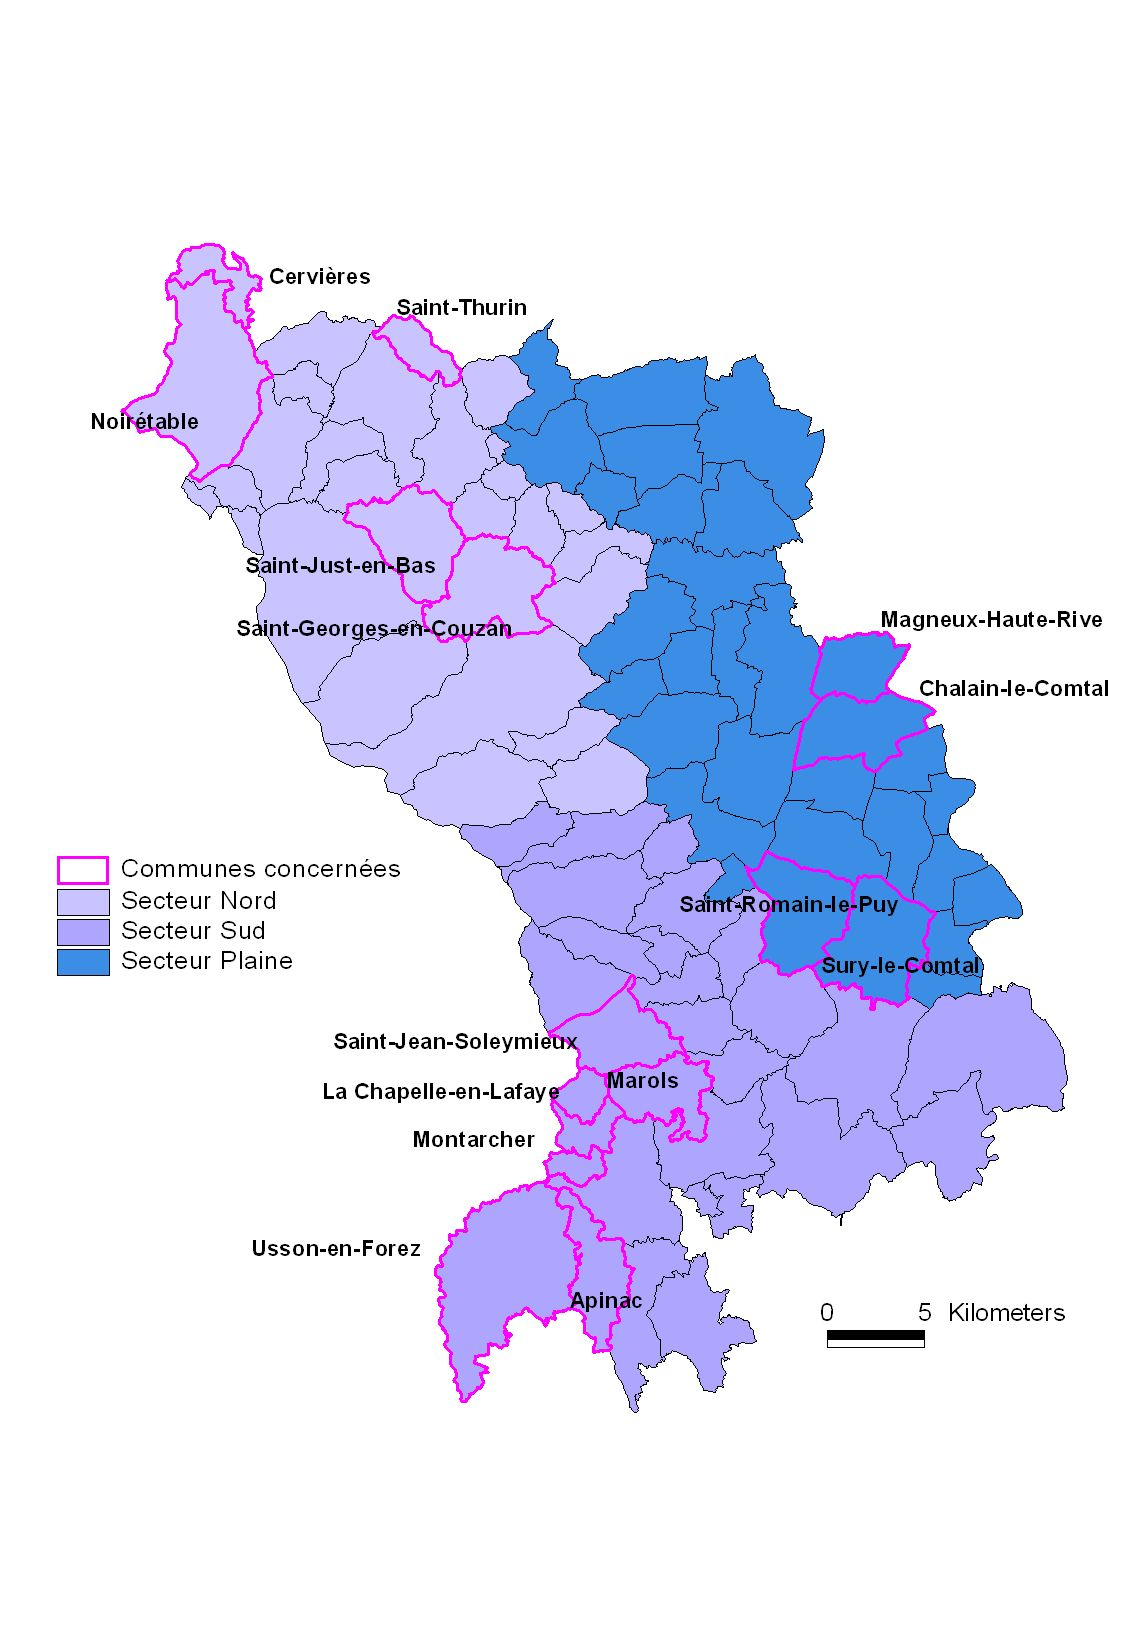 Cervières
Saint-Thurin
Noirétable
Saint-Just-en-Bas
Saint-Georges-en-Couzan
Magneux-Haute-Rive
Chalain-le-Comtal
Communes concernées
Secteur Nord
Secteur Sud
Secteur Plaine
Saint-Romain-le-Puy
Sury-le-Comtal
Saint-Jean-Soleymieux
Marols
La Chapelle-en-Lafaye
Montarcher
Usson-en-Forez
Apinac
0 5 Kilometers